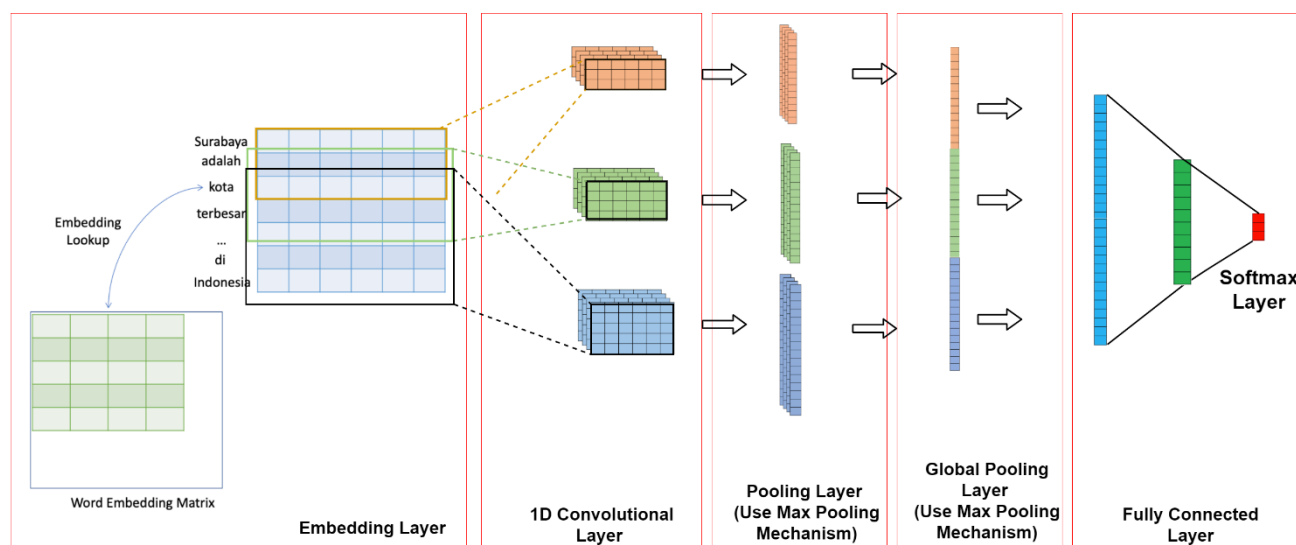 Surabaya
adalah
kota
terbesar
...
di
Indonesia
Embedding
Lookup
Word Embedding Matrix
Embedding Layer
1D Convolutional
Layer
Pooling Layer
(Use Max Pooling
Mechanism)
Global Pooling
Layer
(Use Max Pooling
Mechanism)
Softmax
Layer
Fully Connected
Layer